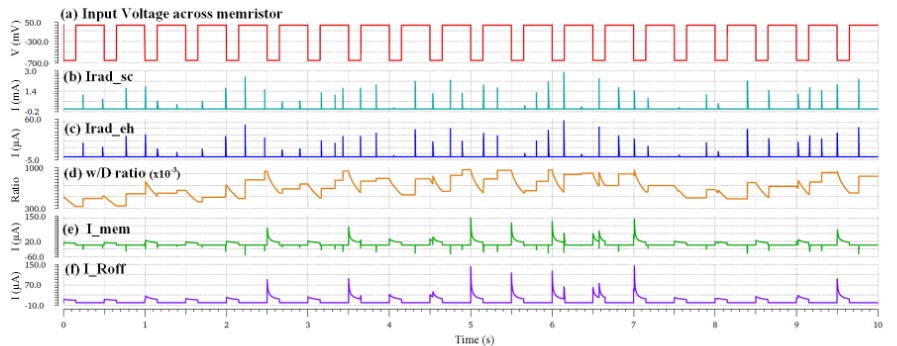 (a) Input Voltage across memristor
V (mV)
50.0
-300.0
-700.0
(b) Irad_sc
I (mA)
3.0
1.4
-0.2
(c) Irad_eh
I (µA)
60.0
-5.0
(d) w/D ratio (x10-3)
Ratio
1000
300.0
(e) I_mem
I (µA)
150.0
20.0
-60.0
(f) I_Roff
I (µA)
150.0
70.0
-10.0
0 1 2 3 4 5 6 7 8 9 10
Time (s)